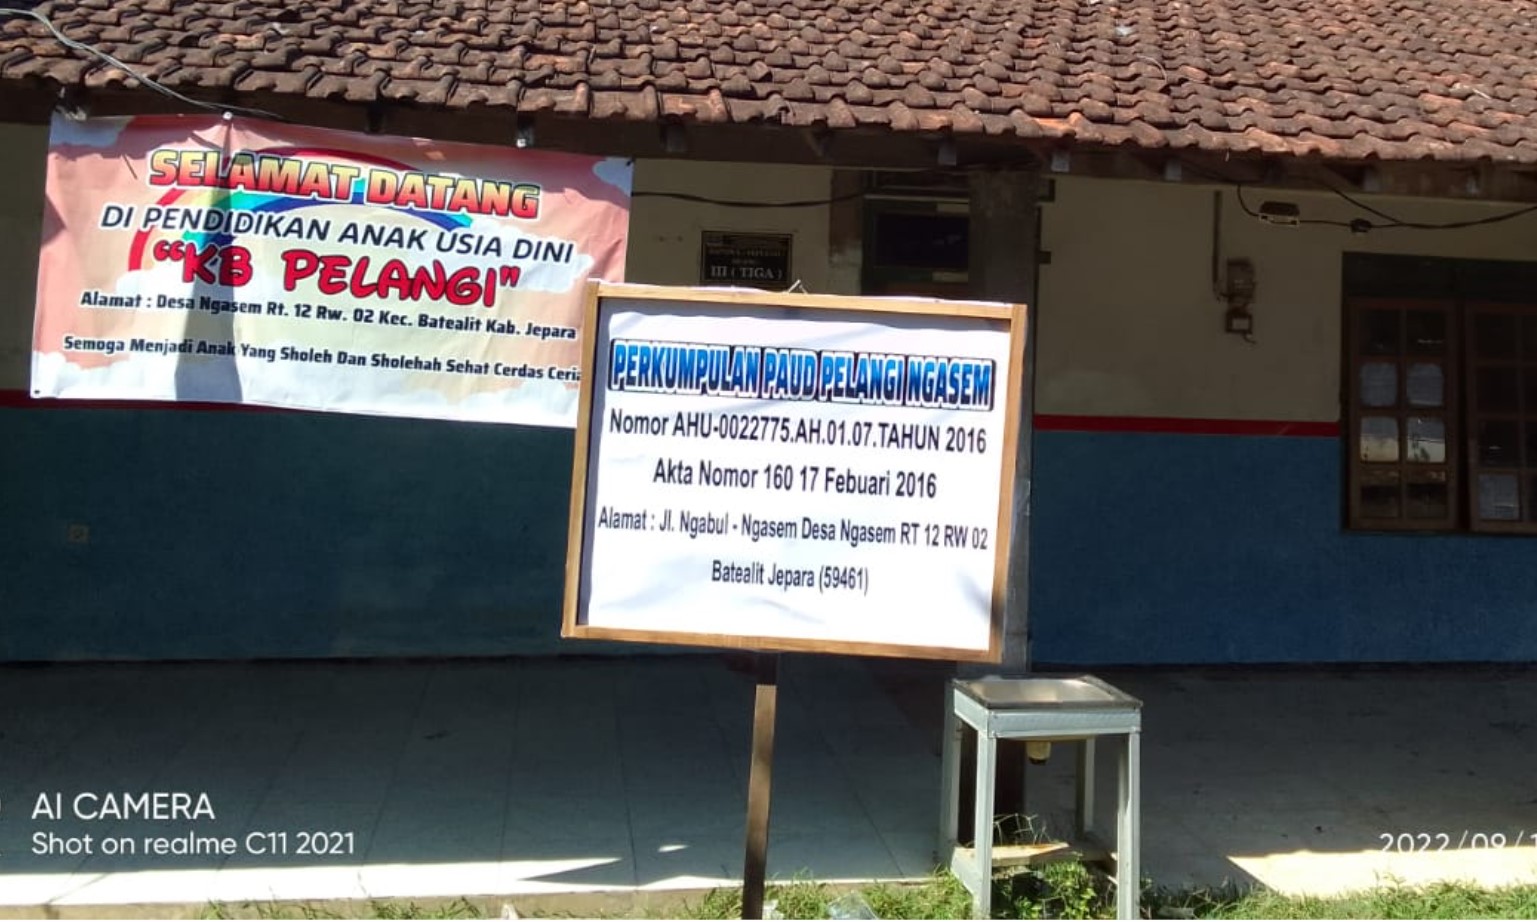 SELAMAT DATANG
DI PENDIDIKAN ANAK USIA DINI
"KB PELANGI"
Alamat : Desa Ngasem Rt. 12 Rw. 02 Kec. Batealit Kab. Jepara
Semoga Menjadi Anak Yang Sholeh Dan Sholehah Sehat Cerdas Ceria
III ( TIGA )
PERKUMPULAN PAUD PELANGI NGASEM
Nomor AHU-0022775.AH.01.07.TAHUN 2016
Akta Nomor 160 17 Febuari 2016
Alamat : Jl. Ngabul - Ngasem Desa Ngasem RT 12 RW 02
Batealit Jepara (59461)
AI CAMERA
Shot on realme C11 2021
2022/09/1